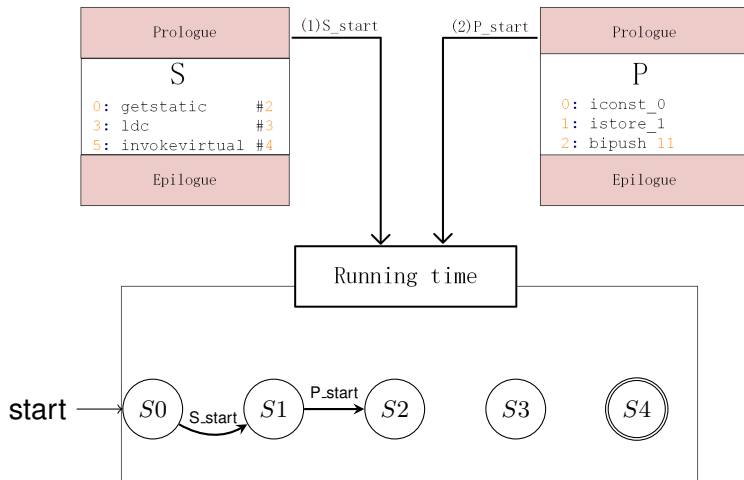 Prologue
S
0: getstatic #2
3: ldc #3
5: invokevirtual #4
Epilogue
(1)S_start
(2)P_start
Prologue
P
0: iconst_0
1: istore_1
2: bipush 11
Epilogue
Running time
start
S0
S_start
S1
P_start
S2
S3
S4